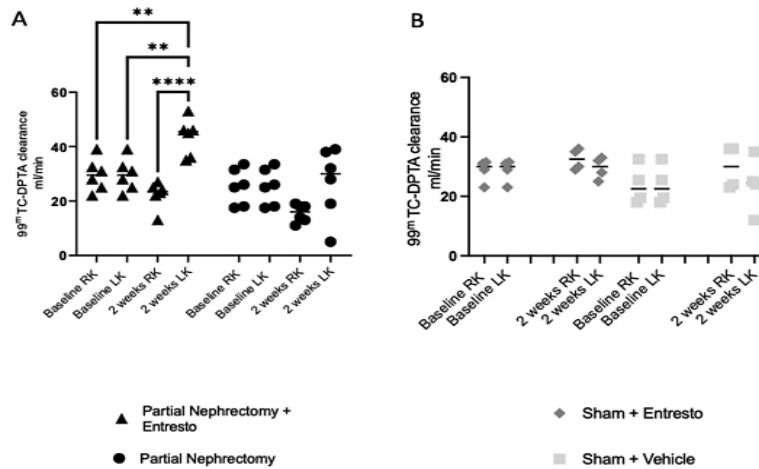 A
B
**
**
****
99ᵐ TC-DPTA clearance
ml/min
60
40
20
0
Baseline RK
Baseline LK
2 weeks RK
2 weeks LK
Baseline RK
Baseline LK
2 weeks RK
2 weeks LK
99ᵐ TC-DPTA clearance
ml/min
60
40
20
0
Baseline RK
Baseline LK
2 weeks RK
2 weeks LK
Baseline RK
Baseline LK
2 weeks RK
2 weeks LK
Partial Nephrectomy +
Entresto
Partial Nephrectomy
Sham + Entresto
Sham + Vehicle